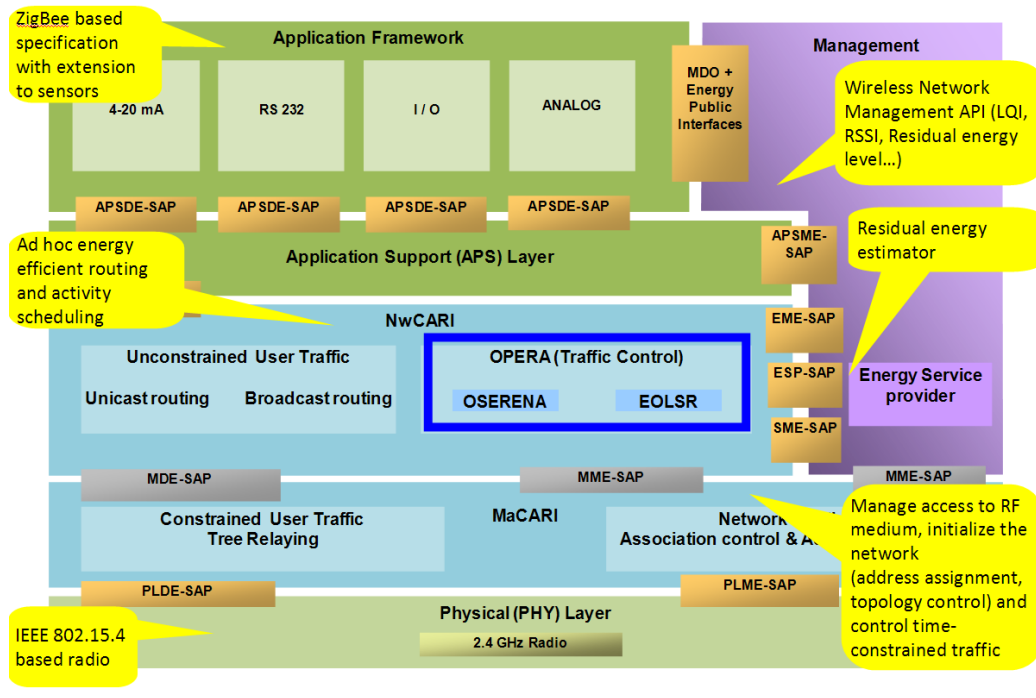 ZigBee based
specification
with extension
to sensors
Application Framework
Management
4-20 mA
RS 232
I / O
ANALOG
MDO +
Energy
Public
Interfaces
Wireless Network
Management API (LQI,
RSSI, Residual energy
level...)
APSDE-SAP
APSDE-SAP
APSDE-SAP
APSDE-SAP
Ad hoc energy
efficient routing
and activity
scheduling
Application Support (APS) Layer
APSME-
SAP
Residual energy
estimator
NwCARI
EME-SAP
Unconstrained User Traffic
Unicast routing
Broadcast routing
OPERA (Traffic Control)
OSERENA
EOLSR
ESP-SAP
Energy Service
provider
SME-SAP
MDE-SAP
MME-SAP
MME-SAP
Constrained User Traffic
Tree Relaying
MaCARI
Network
Association control &
Manage access to RF
medium, initialize the
network
(address assignment,
topology control) and
control time-
constrained traffic
PLDE-SAP
PLME-SAP
Physical (PHY) Layer
2.4 GHz Radio
IEEE 802.15.4
based radio